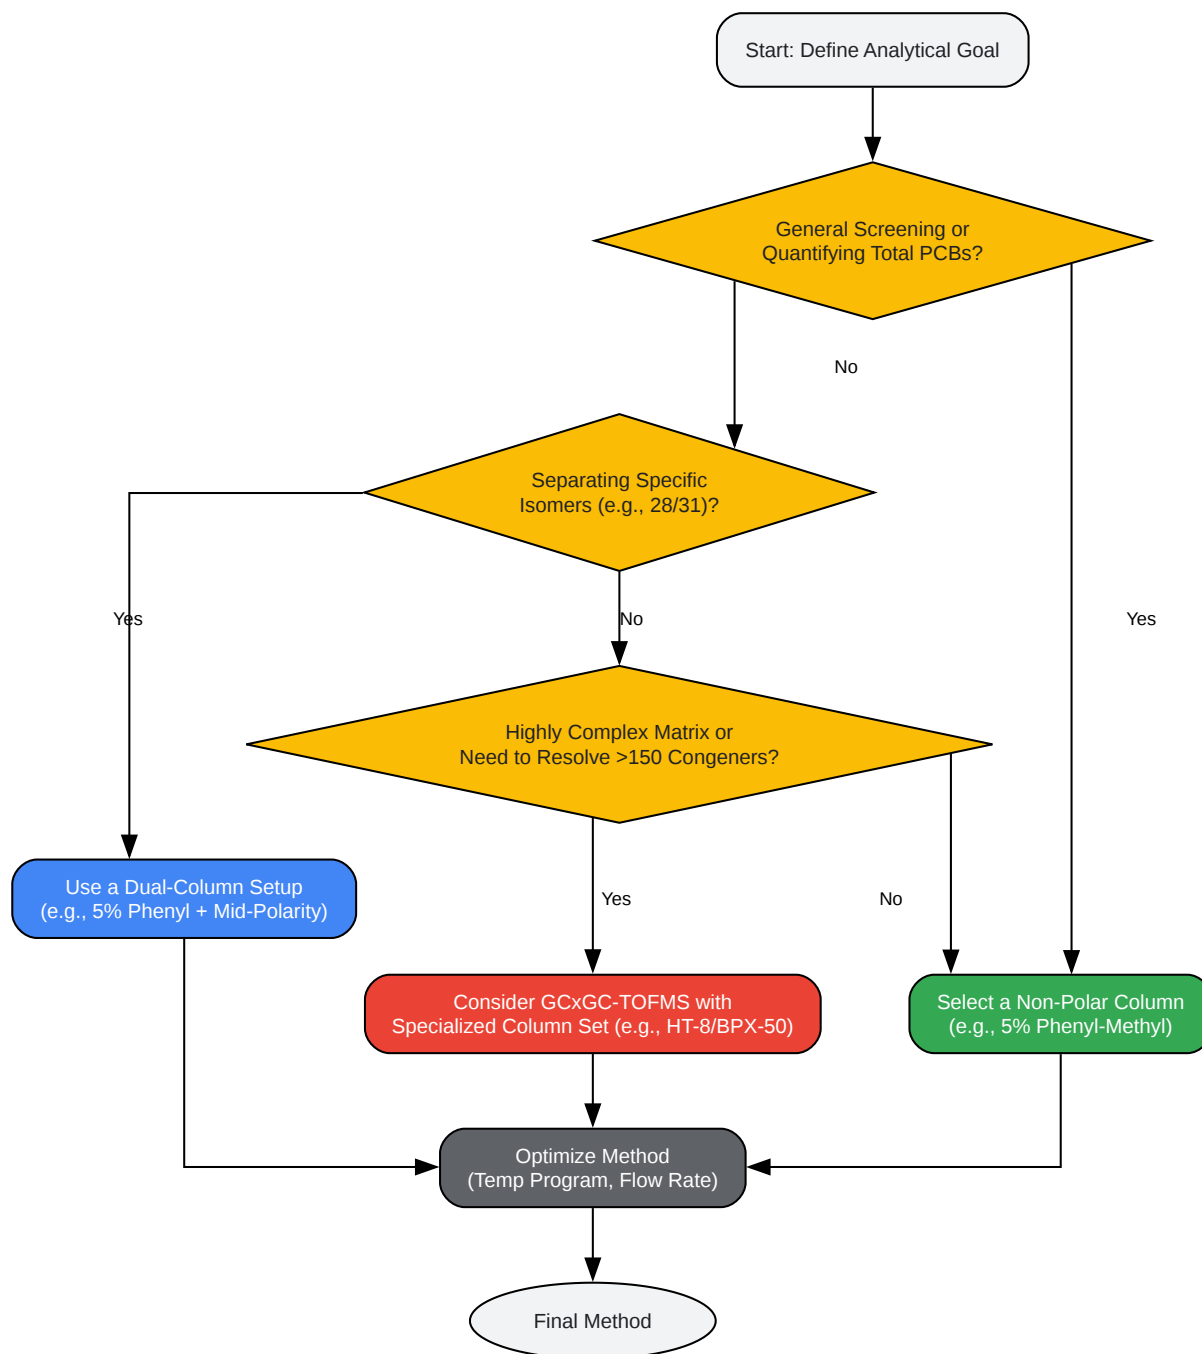 Start: Define Analytical Goal
General Screening or
Quantifying Total PCBs?
No
Separating Specific
Isomers (e.g., 28/31)?
Yes
No
Yes
Highly Complex Matrix or
Need to Resolve >150 Congeners?
Use a Dual-Column Setup
(e.g., 5% Phenyl + Mid-Polarity)
Yes
No
Consider GCxGC-TOFMS with
Specialized Column Set (e.g., HT-8/BPX-50)
Select a Non-Polar Column
(e.g., 5% Phenyl-Methyl)
Optimize Method
(Temp Program, Flow Rate)
Final Method